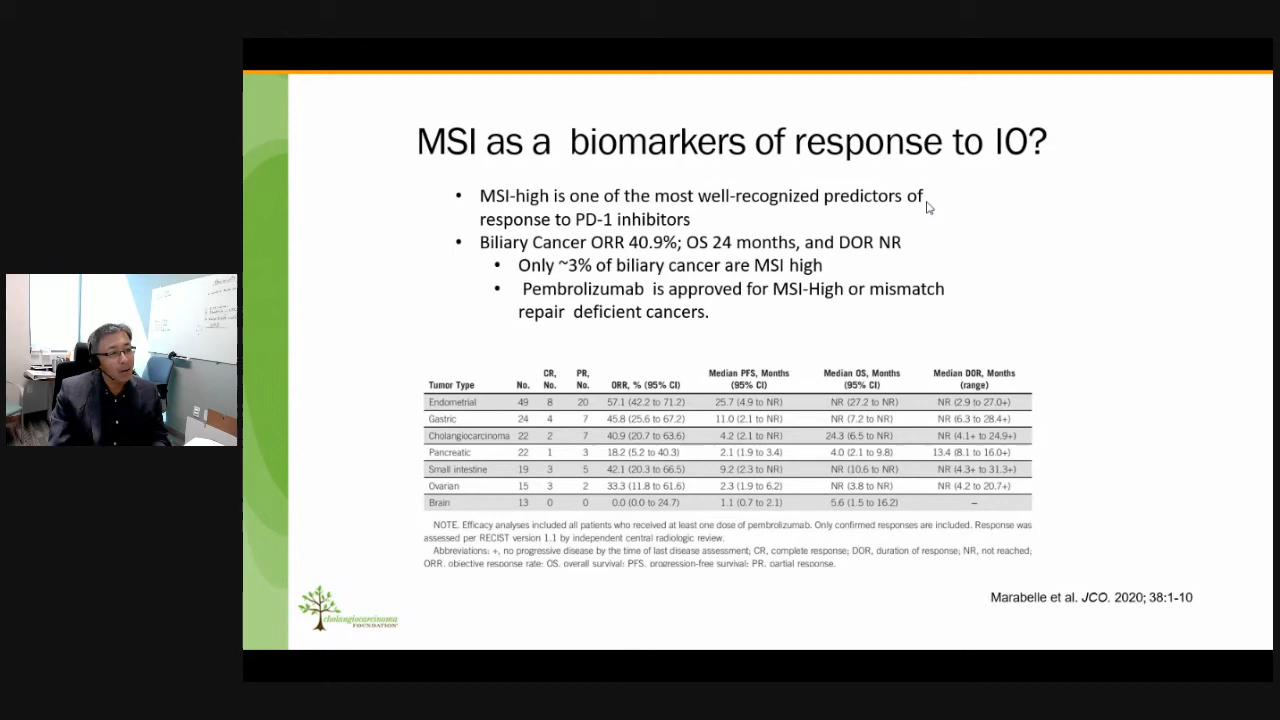 MSI as a biomarkers of response to IO?
• MSI-high is one of the most well-recognized predictors of
response to PD-1 inhibitors
• Biliary Cancer ORR 40.9%; OS 24 months, and DOR NR
• Only ~3% of biliary cancer are MSI high
• Pembrolizumab is approved for MSI-High or mismatch
repair deficient cancers.
CR, PR, Median PFS, Months Median OS, Months Median DOR, Months
Tumor Type No. No. No. ORR, % (95% CI) (95% CI) (95% CI) (range)
Endometrial 49 8 20 57.1 (42.2 to 71.2) 25.7 (4.9 to NR) NR (27.2 to NR) NR (2.9 to 27.0+)
Gastric 24 4 7 45.8 (25.6 to 67.2) 11.0 (2.1 to NR) NR (7.2 to NR) NR (6.3 to 28.4+)
Cholangiocarcinoma 22 2 7 40.9 (20.7 to 63.6) 4.2 (2.1 to NR) 24.3 (6.5 to NR) NR (4.1+ to 24.9+)
Pancreatic 22 1 3 18.2 (5.2 to 40.3) 2.1 (1.9 to 3.4) 4.0 (2.1 to 9.8) 13.4 (8.1 to 16.0+)
Small intestine 19 3 5 42.1 (20.3 to 66.5) 9.2 (2.3 to NR) NR (10.6 to NR) NR (4.3+ to 31.3+)
Ovarian 15 3 2 33.3 (11.8 to 61.6) 2.3 (1.9 to 6.2) NR (3.8 to NR) NR (4.2 to 20.7+)
Brain 13 0 0 0.0 (0.0 to 24.7) 1.1 (0.7 to 2.1) 5.6 (1.5 to 16.2) –
NOTE. Efficacy analyses included all patients who received at least one dose of pembrolizumab. Only confirmed responses are included. Response was
assessed per RECIST version 1.1 by independent central radiologic review.
Abbreviations: +, no progressive disease by the time of last disease assessment; CR, complete response; DOR, duration of response; NR, not reached;
ORR, objective response rate; OS, overall survival; PFS, progression-free survival; PR, partial response.
Marabelle et al. JCO. 2020; 38:1-10
cholangiocarcinoma
FOUNDATION